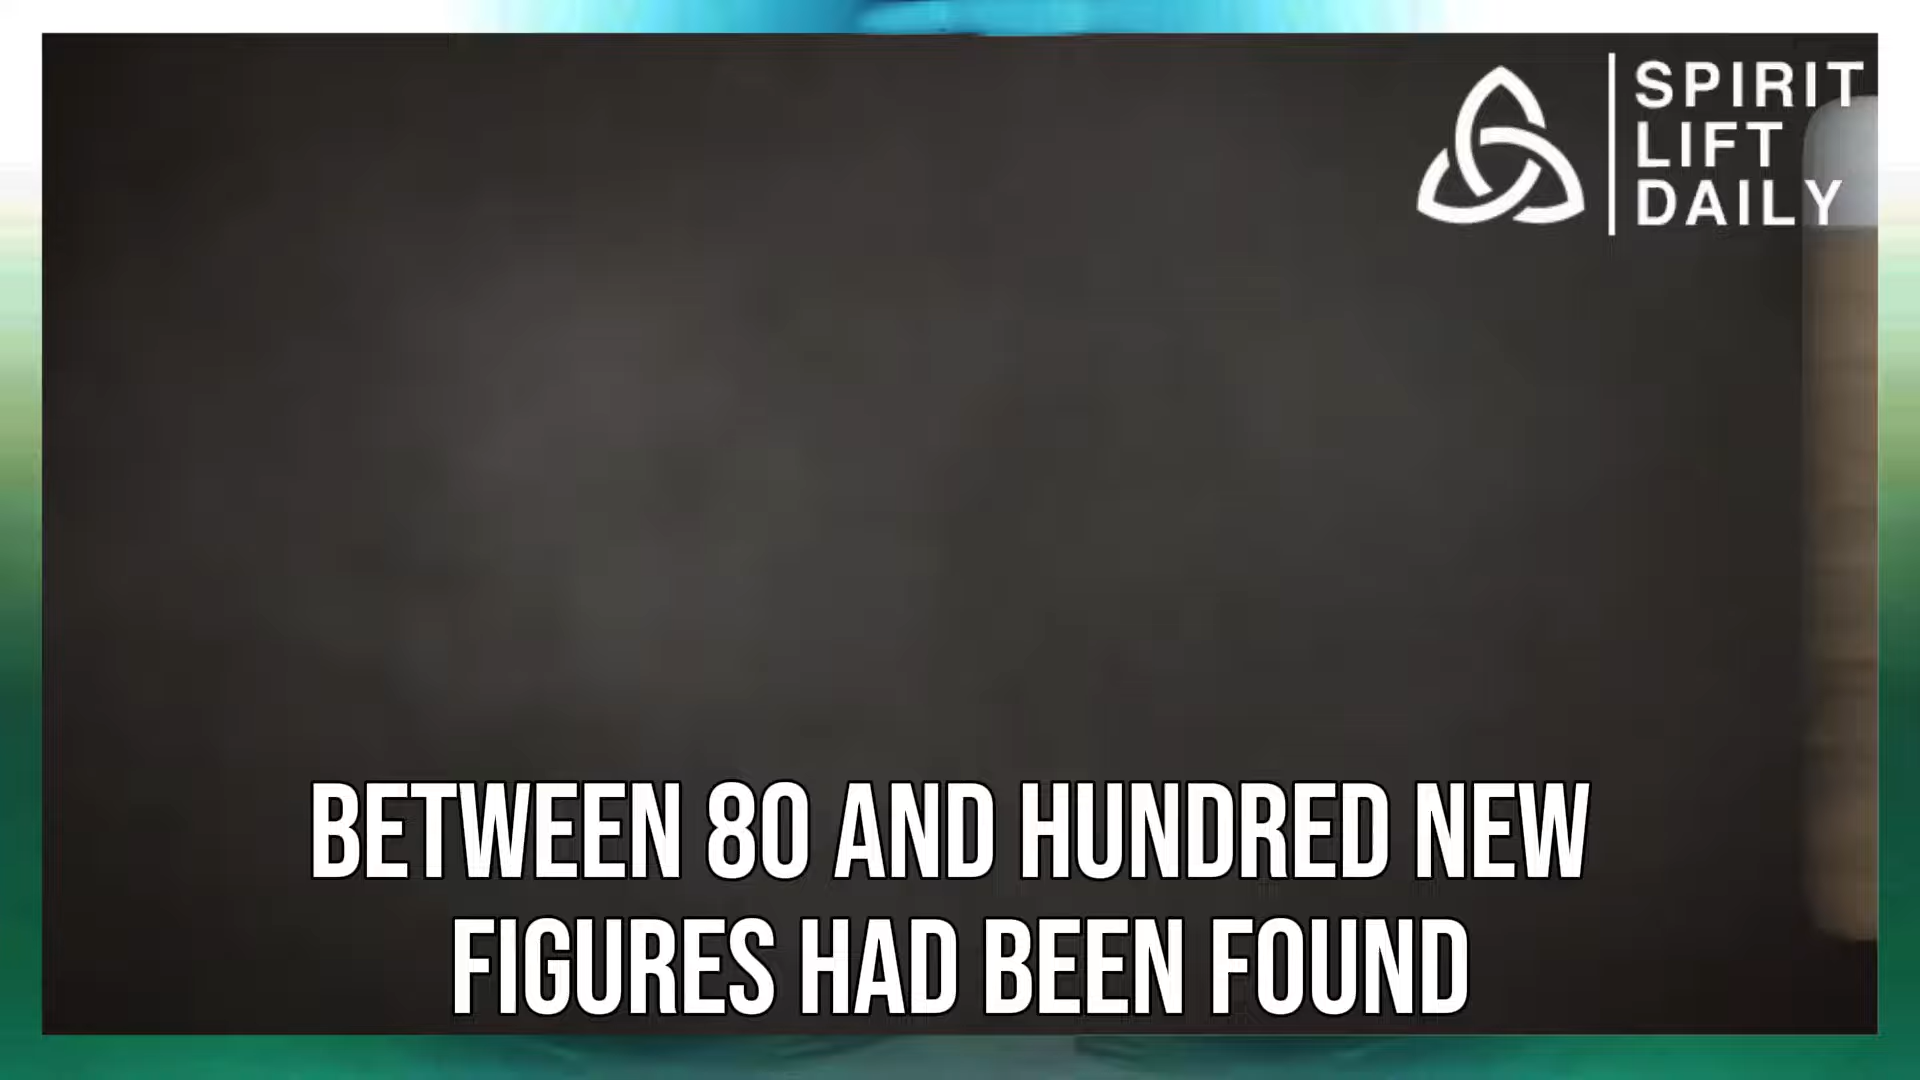 SPIRIT
LIFT
DAILY
BETWEEN 80 AND HUNDRED NEW
FIGURES HAD BEEN FOUND